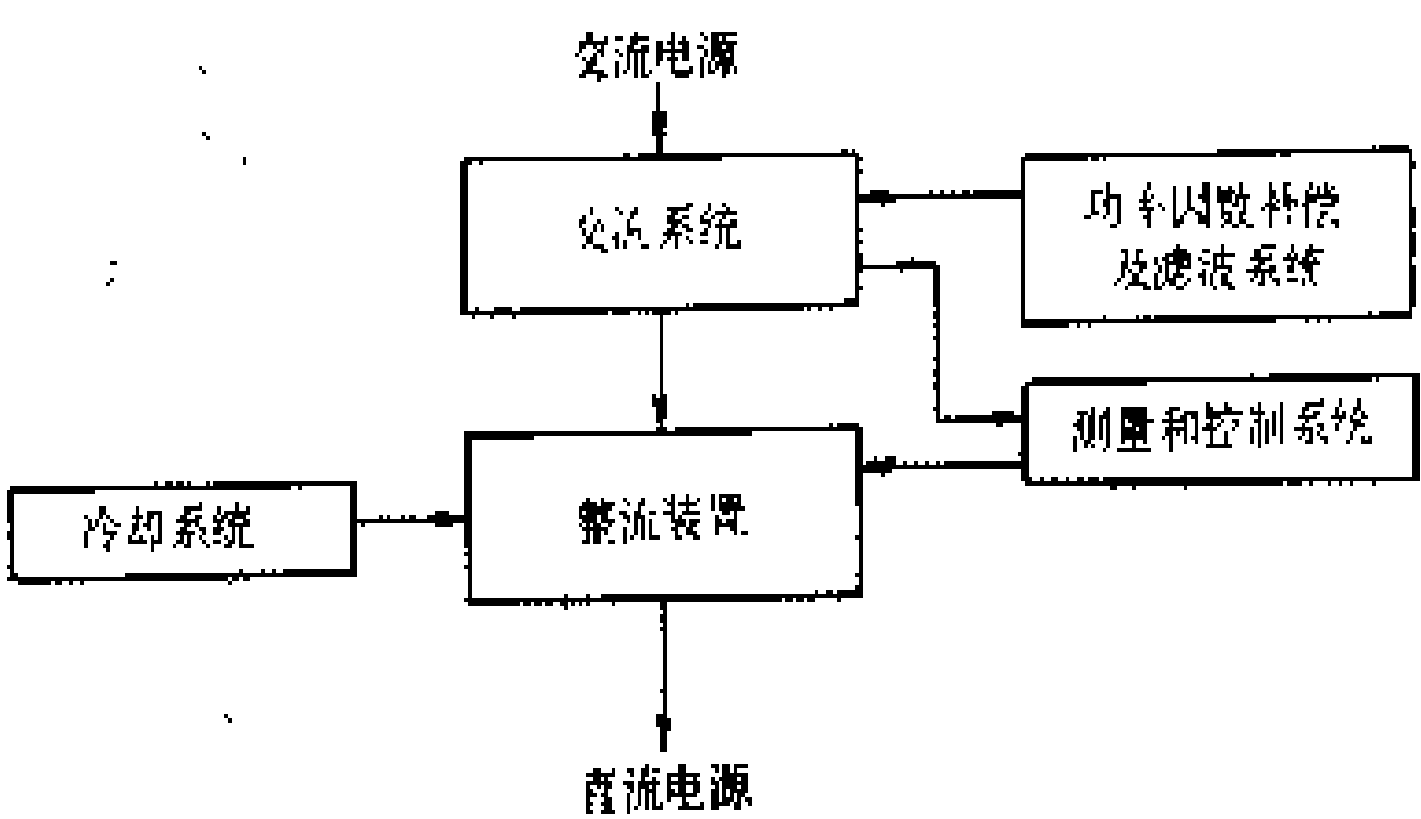 交流电源
交流系统
功率因数补偿
及滤波系统
测量和控制系统
整流装置
冷却系统
直流电源